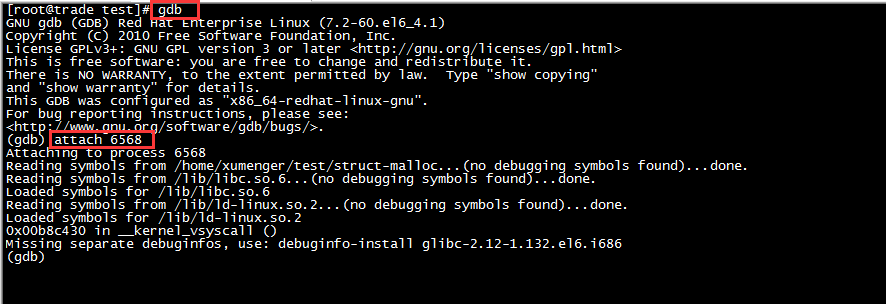 [root@trade test]# gdb
GNU gdb (GDB) Red Hat Enterprise Linux (7.2-60.el6_4.1)
Copyright (C) 2010 Free Software Foundation, Inc.
License GPLv3+: GNU GPL version 3 or later <http://gnu.org/licenses/gpl.html>
This is free software: you are free to change and redistribute it.
There is NO WARRANTY, to the extent permitted by law.  Type "show copying"
and "show warranty" for details.
This GDB was configured as "x86_64-redhat-linux-gnu".
For bug reporting instructions, please see:
<http://www.gnu.org/software/gdb/bugs/>.
(gdb) attach 6568
Attaching to process 6568
Reading symbols from /home/xumenger/test/struct-malloc...(no debugging symbols found)...done.
Reading symbols from /lib/libc.so.6...(no debugging symbols found)...done.
Loaded symbols for /lib/libc.so.6
Reading symbols from /lib/ld-linux.so.2...(no debugging symbols found)...done.
Loaded symbols for /lib/ld-linux.so.2
0x00b8c430 in __kernel_vsyscall ()
Missing separate debuginfos, use: debuginfo-install glibc-2.12-1.132.el6.i686
(gdb)